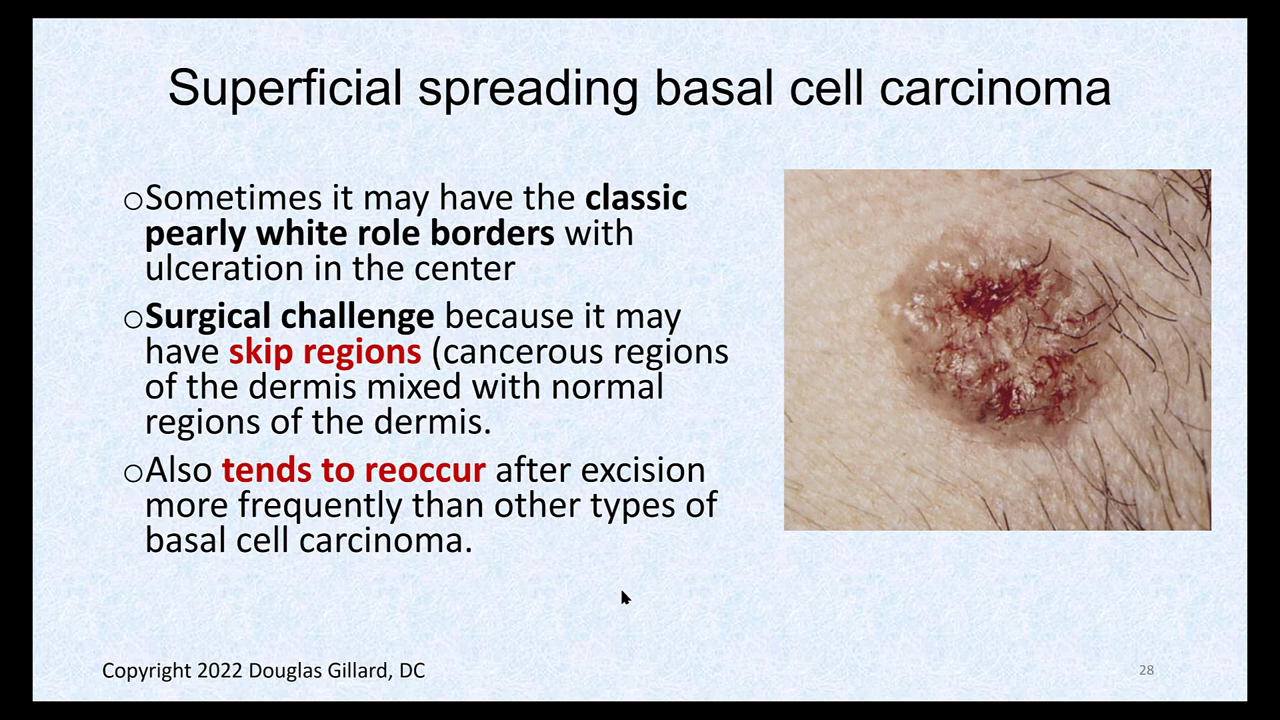 Superficial spreading basal cell carcinoma
oSometimes it may have the classic
pearly white role borders with
ulceration in the center
oSurgical challenge because it may
have skip regions (cancerous regions
of the dermis mixed with normal
regions of the dermis.
oAlso tends to reoccur after excision
more frequently than other types of
basal cell carcinoma.
Copyright 2022 Douglas Gillard, DC
28